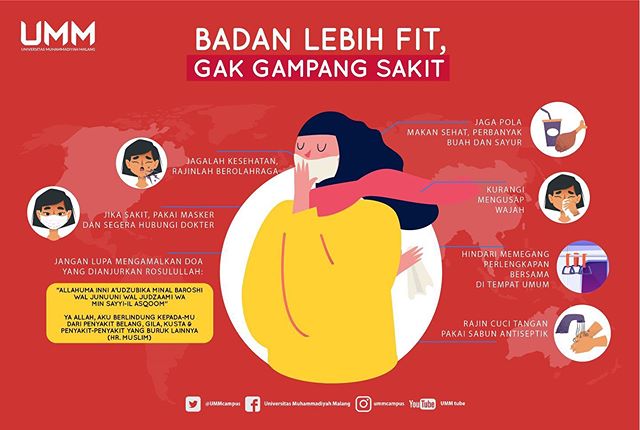 UMM
UNIVERSITAS MUHAMMADIYAH MALANG
BADAN LEBIH FIT,
GAK GAMPANG SAKIT
JAGALAH KESEHATAN,
RAJINLAH BEROLAHRAGA
JIKA SAKIT, PAKAI MASKER
DAN SEGERA HUBUNGI DOKTER
JANGAN LUPA MENGAMALKAN DOA
YANG DIANJURKAN ROSULULLAH:
"ALLAHUMA INNI A'UDZUBIKA MINAL BAROSHI
WAL JUNUUNI WAL JUDZAAMI WA
MIN SAYYI-IL ASQOOM"
YA ALLAH, AKU BERLINDUNG KEPADA-MU
DARI PENYAKIT BELANG, GILA, KUSTA &
PENYAKIT-PENYAKIT YANG BURUK LAINNYA
(HR. MUSLIM)
JAGA POLA
MAKAN SEHAT, PERBANYAK
BUAH DAN SAYUR
KURANGI
MENGUSAP
WAJAH
HINDARI MEMEGANG
PERLENGKAPAN
BERSAMA
DI TEMPAT UMUM
RAJIN CUCI TANGAN
PAKAI SABUN ANTISEPTIK
@UMMcampus
Universitas Muhammadiyah Malang
ummcampus
YouTube
UMM tube